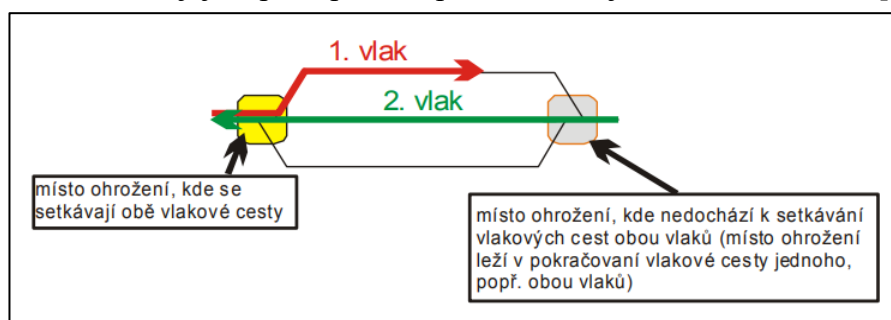 1. vlak
2. vlak
místo ohrožení, kde se
setkávají obě vlakové cesty
místo ohrožení, kde nedochází k setkávání
vlakových cest obou vlaků (místo ohrožení
leží v pokračovaní vlakové cesty jednoho,
popř. obou vlaků)